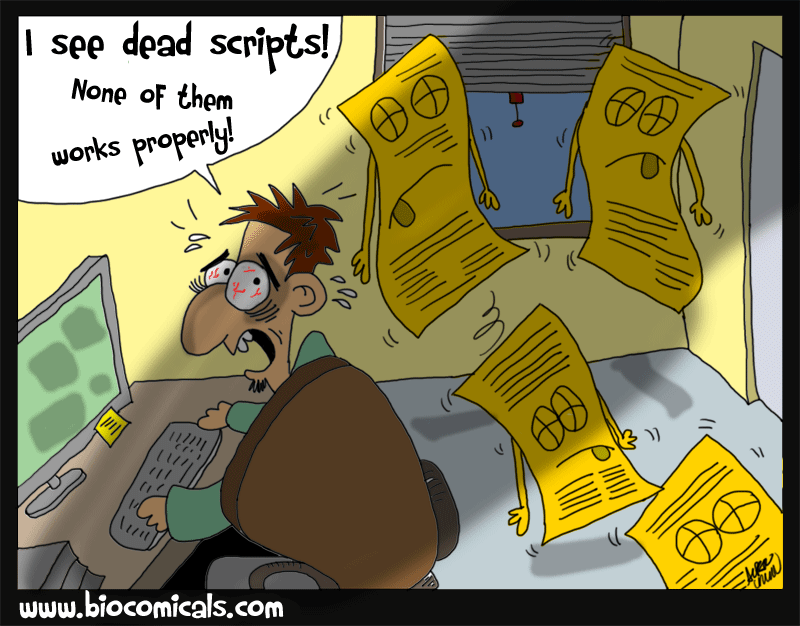 I see dead scripts!
None of them
works properly!
www.biocomicals.com